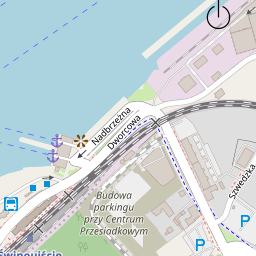 Nadbrzeżna
Dworcowa
Szwedzka
Budowa
parkingu
przy Centrum
Przesiadkowym
P
P
Świnoujście